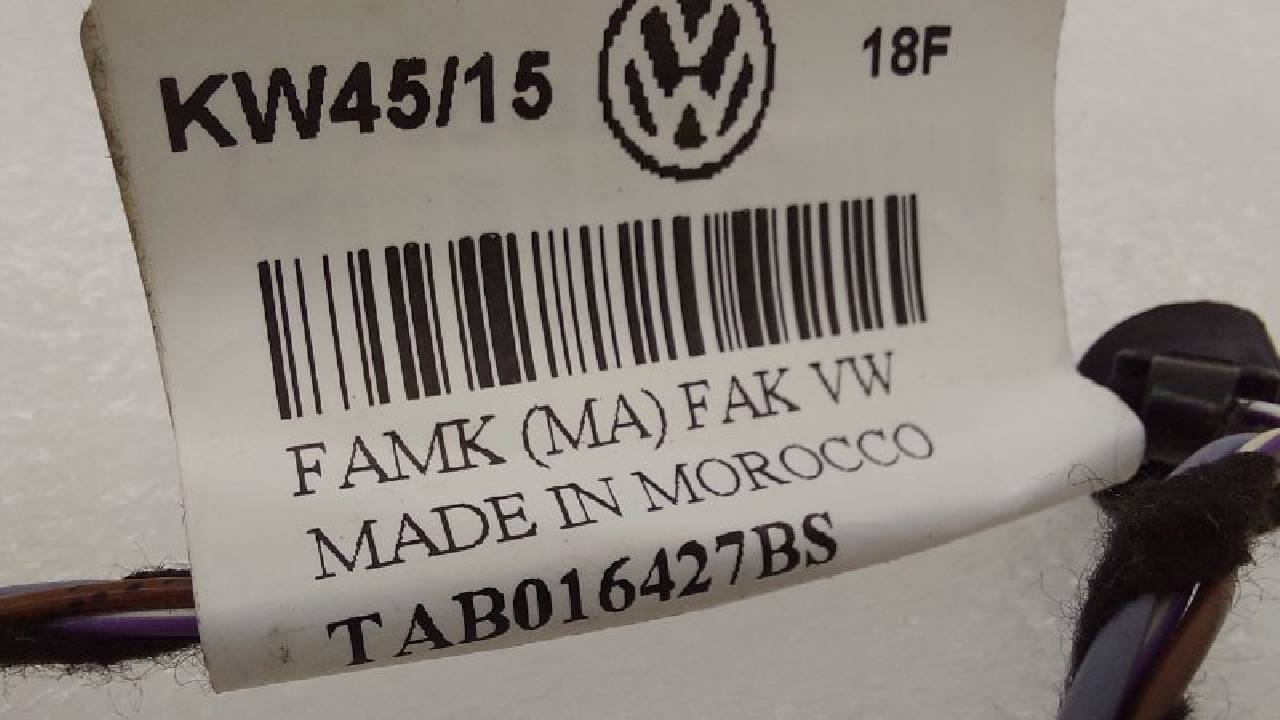 KW45/15 18F
FAMK (MA) FAK VW
MADE IN MOROCCO
TAB016427BS